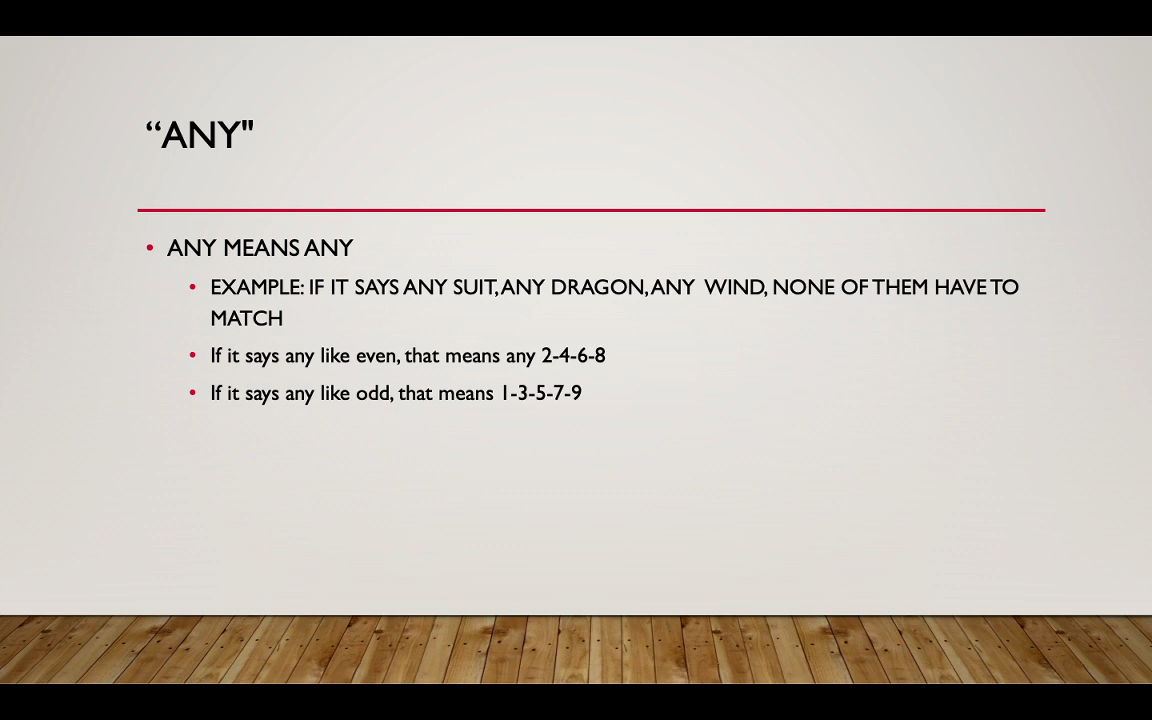 “ANY"
• ANY MEANS ANY
• EXAMPLE: IF IT SAYS ANY SUIT, ANY DRAGON, ANY WIND, NONE OF THEM HAVE TO
MATCH
• If it says any like even, that means any 2-4-6-8
• If it says any like odd, that means 1-3-5-7-9